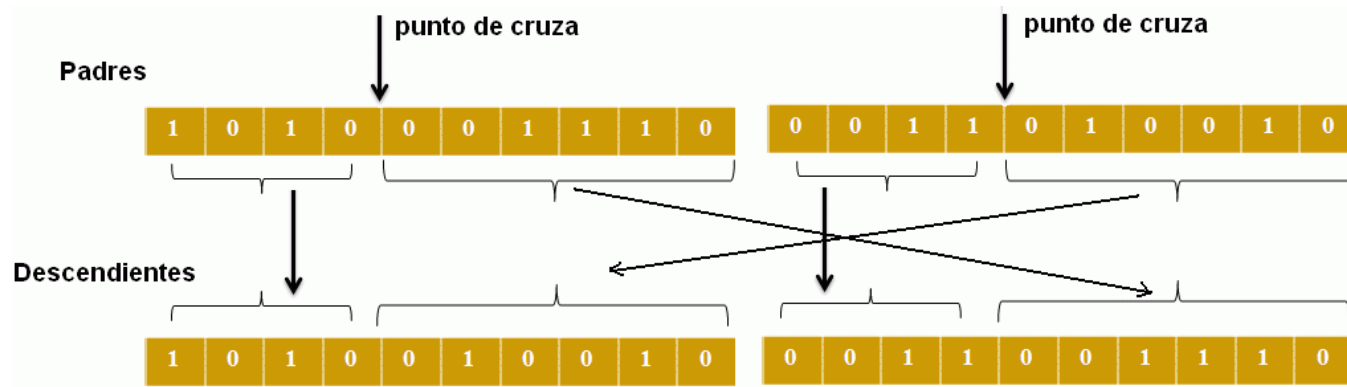 punto de cruza punto de cruza
Padres
1 0 1 0 0 0 1 1 1 0 0 0 1 1 0 1 0 0 1 0
Descendientes
1 0 1 0 0 1 0 0 1 0 0 0 1 1 0 0 1 1 1 0